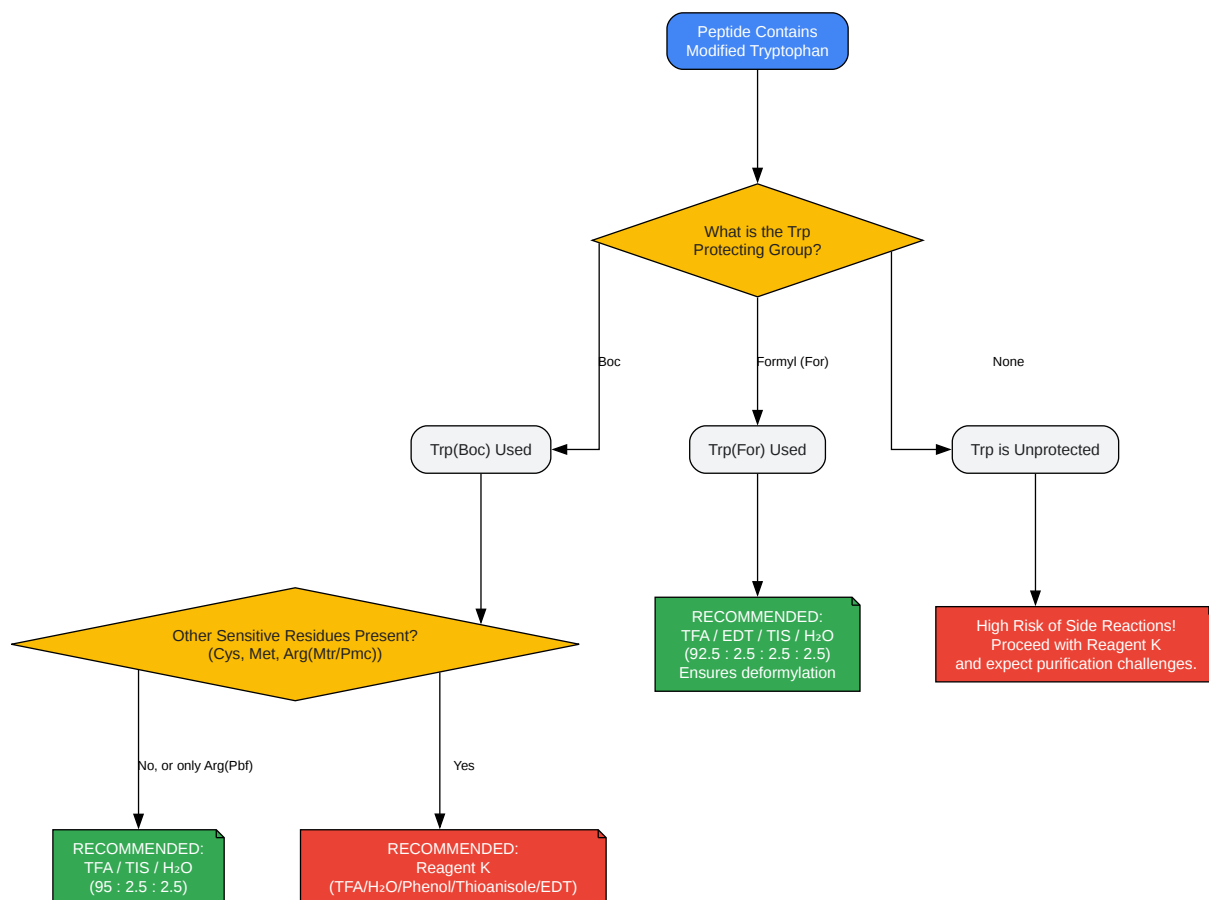 Peptide Contains
Modified Tryptophan
What is the Trp
Protecting Group?
Boc
Formyl (For)
None
Trp(Boc) Used
Trp(For) Used
Trp is Unprotected
Other Sensitive Residues Present?
(Cys, Met, Arg(Mtr/Pmc))
RECOMMENDED:
TFA / EDT / TIS / H₂O
(92.5 : 2.5 : 2.5 : 2.5)
Ensures deformylation
High Risk of Side Reactions!
Proceed with Reagent K
and expect purification challenges.
No, or only Arg(Pbf)
Yes
RECOMMENDED:
TFA / TIS / H₂O
(95 : 2.5 : 2.5)
RECOMMENDED:
Reagent K
(TFA/H₂O/Phenol/Thioanisole/EDT)